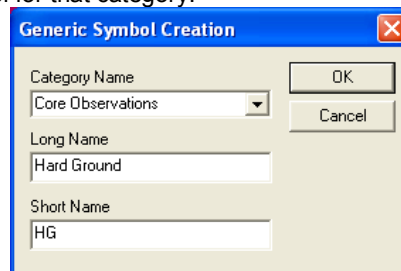 for that category.
Generic Symbol Creation
Category Name
Core Observations
Long Name
Hard Ground
Short Name
HG
OK
Cancel